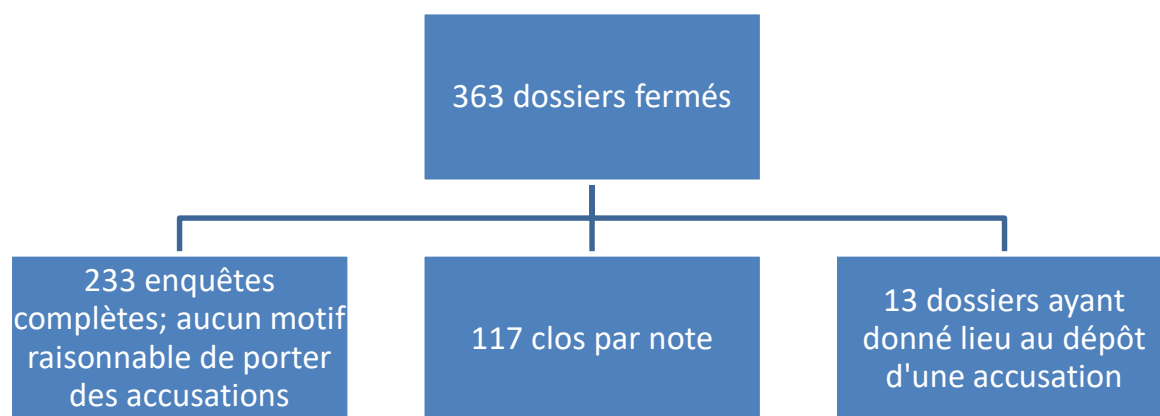 363 dossiers fermés
233 enquêtes
complètes; aucun motif
raisonnable de porter
des accusations
117 clos par note
13 dossiers ayant
donné lieu au dépôt
d'une accusation